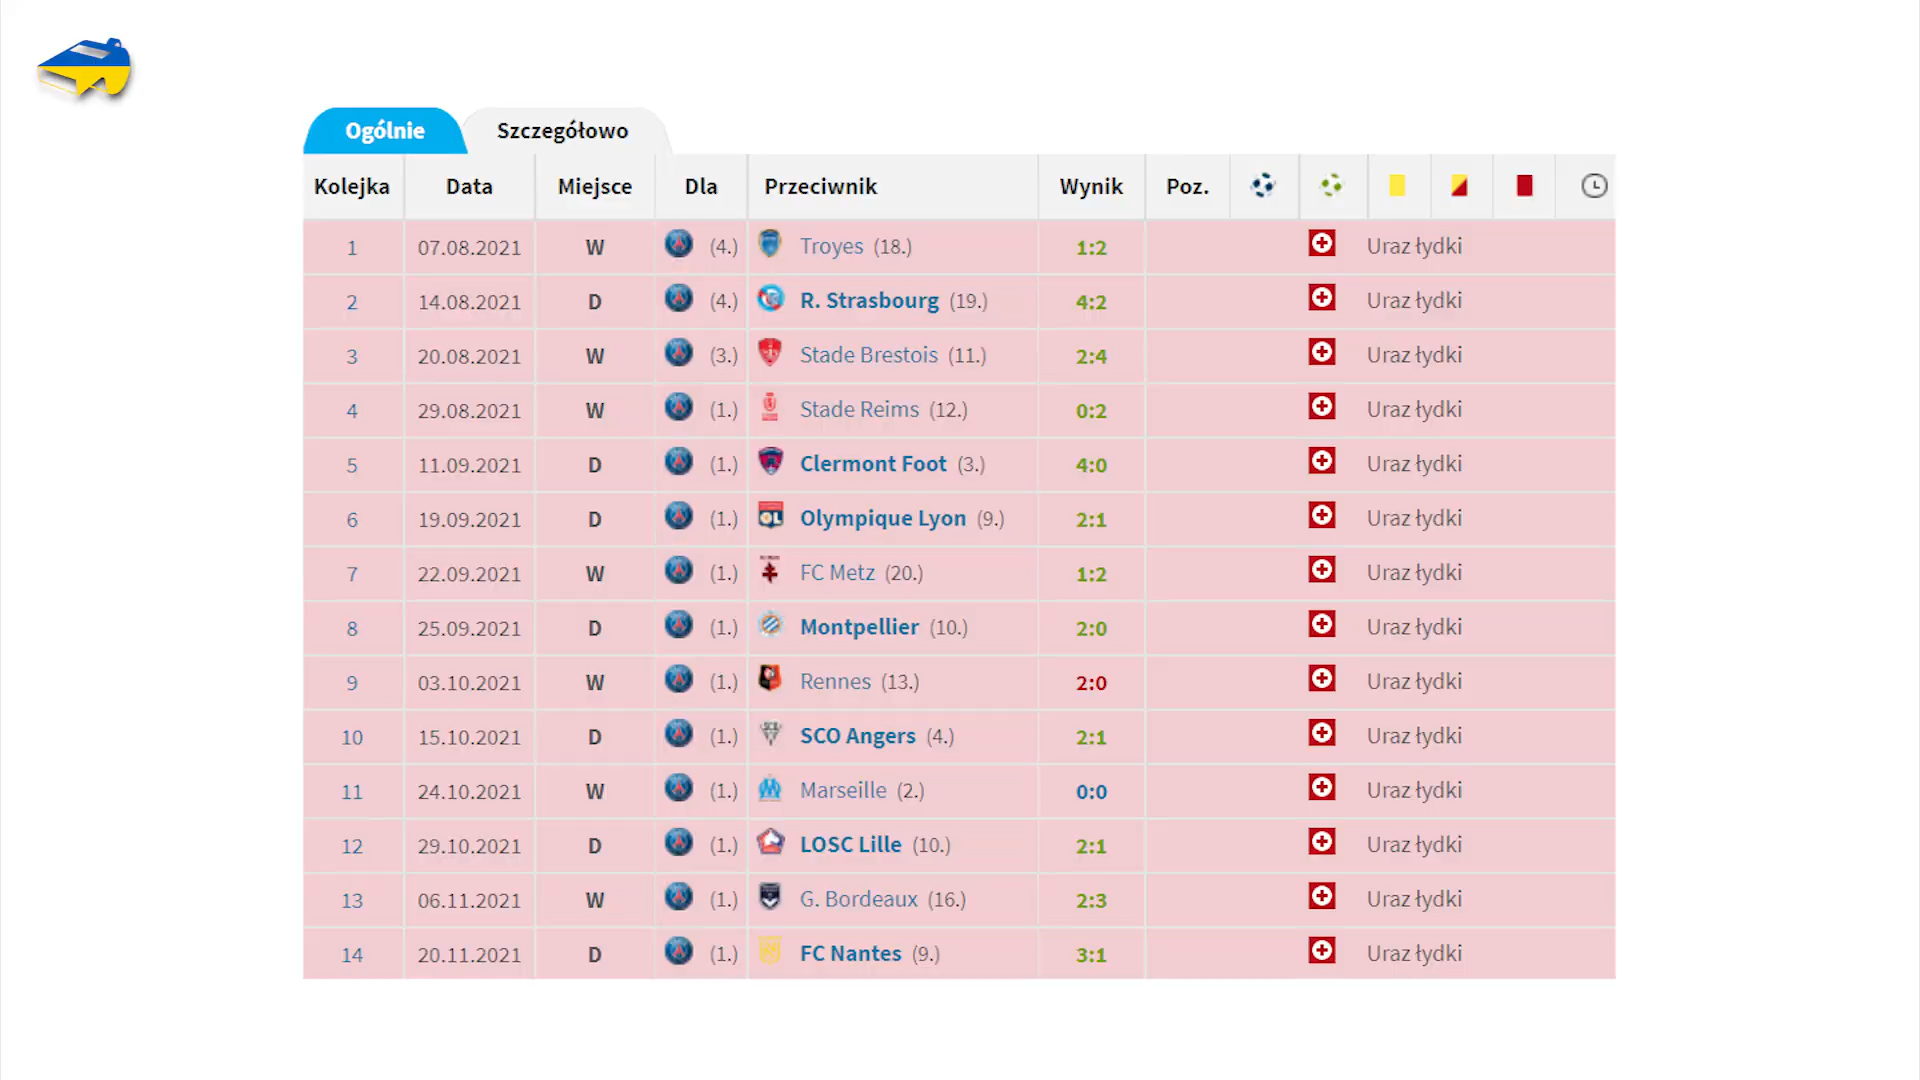 Ogólnie Szczegółowo
Kolejka Data Miejsce Dla Przeciwnik Wynik Poz.
1 07.08.2021 W (4.) Troyes (18.) 1:2 Uraz łydki
2 14.08.2021 D (4.) R. Strasbourg (19.) 4:2 Uraz łydki
3 20.08.2021 W (3.) Stade Brestois (11.) 2:4 Uraz łydki
4 29.08.2021 W (1.) Stade Reims (12.) 0:2 Uraz łydki
5 11.09.2021 D (1.) Clermont Foot (3.) 4:0 Uraz łydki
6 19.09.2021 D (1.) Olympique Lyon (9.) 2:1 Uraz łydki
7 22.09.2021 W (1.) FC Metz (20.) 1:2 Uraz łydki
8 25.09.2021 D (1.) Montpellier (10.) 2:0 Uraz łydki
9 03.10.2021 W (1.) Rennes (13.) 2:0 Uraz łydki
10 15.10.2021 D (1.) SCO Angers (4.) 2:1 Uraz łydki
11 24.10.2021 W (1.) Marseille (2.) 0:0 Uraz łydki
12 29.10.2021 D (1.) LOSC Lille (10.) 2:1 Uraz łydki
13 06.11.2021 W (1.) G. Bordeaux (16.) 2:3 Uraz łydki
14 20.11.2021 D (1.) FC Nantes (9.) 3:1 Uraz łydki